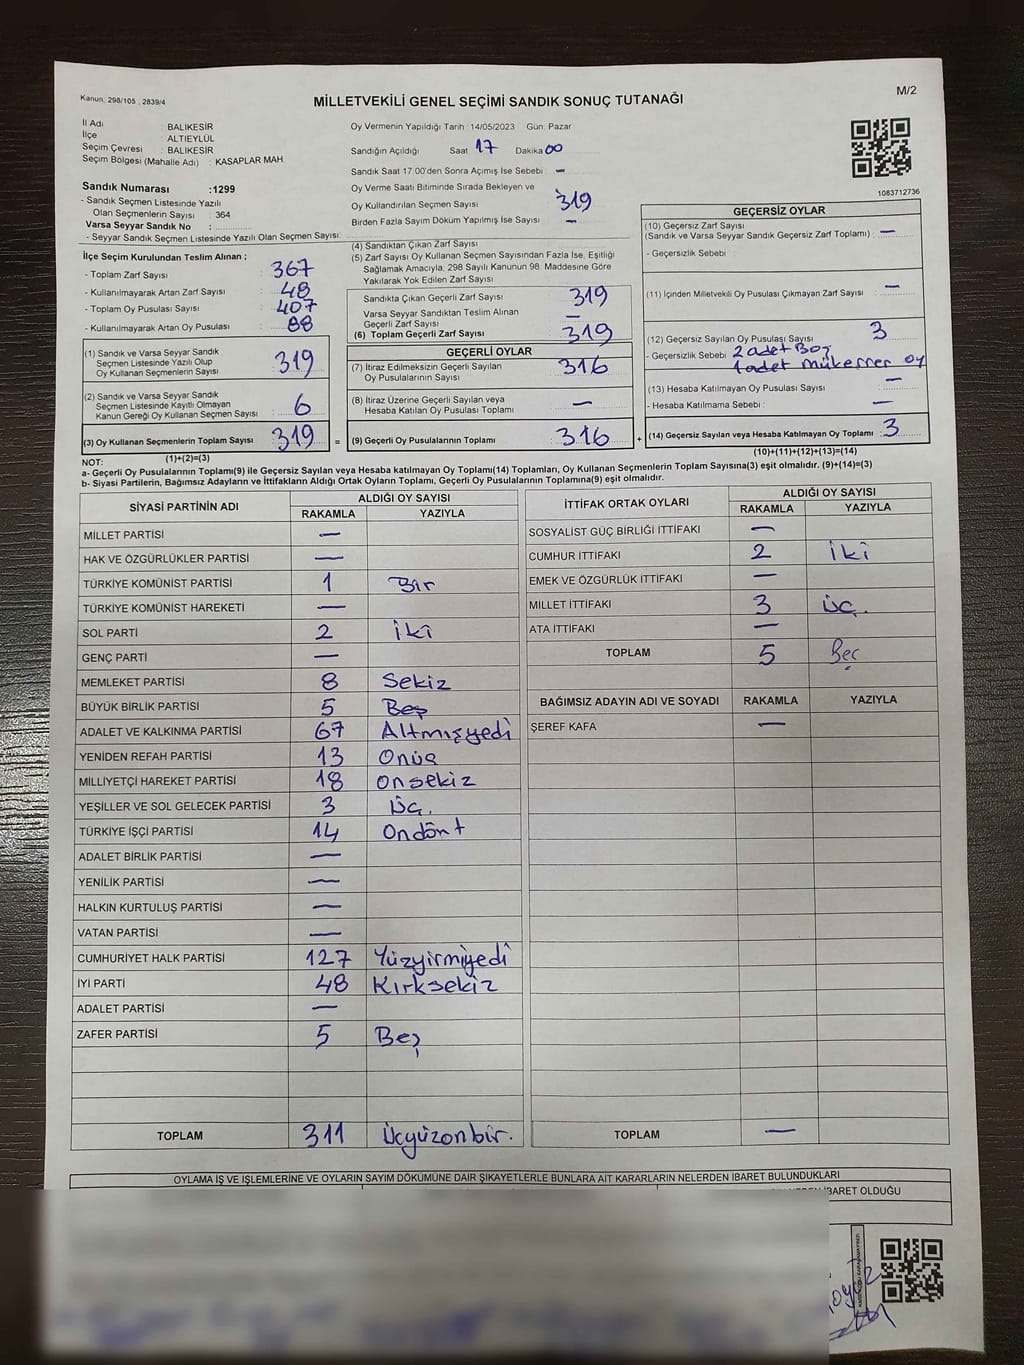 Kanun, 298/105 , 2839/4
M/2
MİLLETVEKİLİ GENEL SEÇİMİ SANDIK SONUÇ TUTANAĞI
İl Adı : BALIKESİR
İlçe : ALTIEYLÜL
Seçim Çevresi : BALIKESİR
Seçim Bölgesi (Mahalle Adı) : KASAPLAR MAH.
Sandık Numarası :1299
- Sandık Seçmen Listesinde Yazılı
Olan Seçmenlerin Sayısı : 364
Varsa Seyyar Sandık No :
- Seyyar Sandık Seçmen Listesinde Yazılı Olan Seçmen Sayısı:
Oy Vermenin Yapıldığı Tarih :14/05/2023 Gün: Pazar
Sandığın Açıldığı Saat 17 Dakika 00
Sandık Saat 17:00'den Sonra Açımış İse Sebebi : -
Oy Verme Saati Bitiminde Sırada Bekleyen ve
Oy Kullandırılan Seçmen Sayısı 319
Birden Fazla Sayım Döküm Yapılmış İse Sayısı -
1083712736
İlçe Seçim Kurulundan Teslim Alınan ;
- Toplam Zarf Sayısı : 367
- Kullanılmayarak Artan Zarf Sayısı : 48
- Toplam Oy Pusulası Sayısı : 407
- Kullanılmayarak Artan Oy Pusulası : 88
(1) Sandık ve Varsa Seyyar Sandık
Seçmen Listesinde Yazılı Olup
Oy Kullanan Seçmenlerin Sayısı 319
(2) Sandık ve Varsa Seyyar Sandık
Seçmen Listesinde Kayıtlı Olmayan
Kanun Gereği Oy Kullanan Seçmen Sayısı : 6
(3) Oy Kullanan Seçmenlerin Toplam Sayısı : 319 =
(1)+(2)=(3)
(4) Sandıktan Çıkan Zarf Sayısı
(5) Zarf Sayısı Oy Kullanan Seçmen Sayısından Fazla İse, Eşitliği
Sağlamak Amacıyla; 298 Sayılı Kanunun 98. Maddesine Göre
Yakılarak Yok Edilen Zarf Sayısı
Sandıkta Çıkan Geçerli Zarf Sayısı 319
Varsa Seyyar Sandıktan Teslim Alınan
Geçerli Zarf Sayısı -
(6) Toplam Geçerli Zarf Sayısı 319
GEÇERLİ OYLAR
(7) İtiraz Edilmeksizin Geçerli Sayılan
Oy Pusulalarının Sayısı : 316
(8) İtiraz Üzerine Geçerli Sayılan veya
Hesaba Katılan Oy Pusulası Toplamı : -
(9) Geçerli Oy Pusulalarının Toplamı : 316 +
GEÇERSİZ OYLAR
(10) Geçersiz Zarf Sayısı
(Sandık ve Varsa Seyyar Sandık Geçersiz Zarf Toplamı) : -
- Geçersizlik Sebebi :
(11) İçinden Milletvekili Oy Pusulası Çıkmayan Zarf Sayısı : -
(12) Geçersiz Sayılan Oy Pusulası Sayısı : 3
- Geçersizlik Sebebi : 2 adet Boş
1 adet mükerrer oy
(13) Hesaba Katılmayan Oy Pusulası Sayısı : -
- Hesaba Katılmama Sebebi : -
(14) Geçersiz Sayılan veya Hesaba Katılmayan Oy Toplamı : 3
(10)+(11)+(12)+(13)=(14)
NOT:
a- Geçerli Oy Pusulalarının Toplamı(9) ile Geçersiz Sayılan veya Hesaba katılmayan Oy Toplamı(14) Toplamları, Oy Kullanan Seçmenlerin Toplam Sayısına(3) eşit olmalıdır. (9)+(14)=(3)
b- Siyasi Partilerin, Bağımsız Adayların ve İttifakların Aldığı Ortak Oyların Toplamı, Geçerli Oy Pusulalarının Toplamına(9) eşit olmalıdır.
SİYASİ PARTİNİN ADI ALDIĞI OY SAYISI
RAKAMLA YAZIYLA
MİLLET PARTİSİ -
HAK VE ÖZGÜRLÜKLER PARTİSİ -
TÜRKİYE KOMÜNİST PARTİSİ 1 Bir
TÜRKİYE KOMÜNİST HAREKETİ -
SOL PARTİ 2 İki
GENÇ PARTİ -
MEMLEKET PARTİSİ 8 Sekiz
BÜYÜK BİRLİK PARTİSİ 5 Beş
ADALET VE KALKINMA PARTİSİ 67 Altmışyedi
YENİDEN REFAH PARTİSİ 13 Onüç
MİLLİYETÇİ HAREKET PARTİSİ 18 onsekiz
YEŞİLLER VE SOL GELECEK PARTİSİ 3 Üç.
TÜRKİYE İŞÇİ PARTİSİ 14 Ondört
ADALET BİRLİK PARTİSİ -
YENİLİK PARTİSİ -
HALKIN KURTULUŞ PARTİSİ -
VATAN PARTİSİ -
CUMHURİYET HALK PARTİSİ 127 Yüzyirmiyedi
İYİ PARTİ 48 Kırksekiz
ADALET PARTİSİ -
ZAFER PARTİSİ 5 Beş
TOPLAM 311 Üçyüzonbir.
İTTİFAK ORTAK OYLARI ALDIĞI OY SAYISI
RAKAMLA YAZIYLA
SOSYALİST GÜÇ BİRLİĞİ İTTİFAKI -
CUMHUR İTTİFAKI 2 İki
EMEK VE ÖZGÜRLÜK İTTİFAKI -
MİLLET İTTİFAKI 3 Üç.
ATA İTTİFAKI -
TOPLAM 5 Beş
BAĞIMSIZ ADAYIN ADI VE SOYADI RAKAMLA YAZIYLA
ŞEREF KAFA -
TOPLAM -
OYLAMA İŞ VE İŞLEMLERİNE VE OYLARIN SAYIM DÖKÜMÜNE DAİR ŞİKAYETLERLE BUNLARA AİT KARARLARIN NELERDEN İBARET BULUNDUKLARI
İBARET OLDUĞU